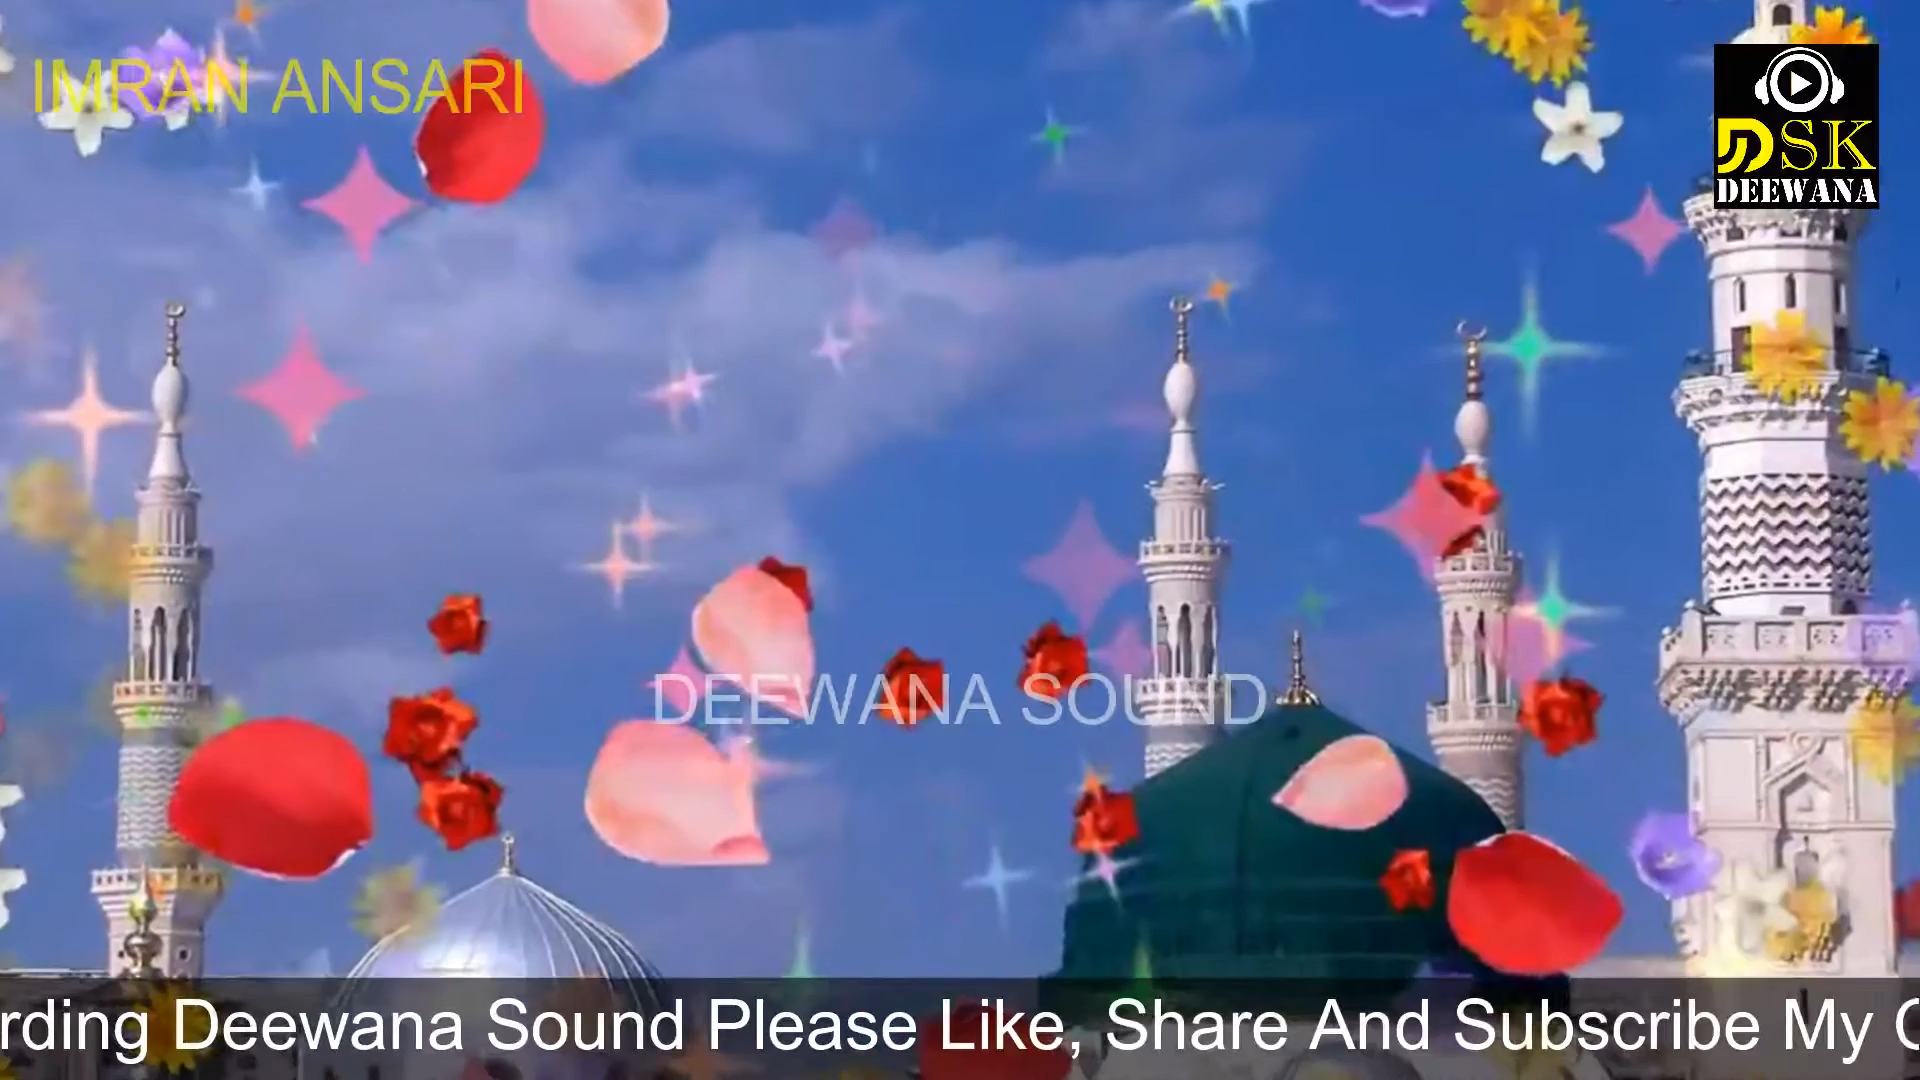 IMRAN ANSARI
DSK
DEEWANA
DEEWANA SOUND
rding Deewana Sound Please Like, Share And Subscribe My